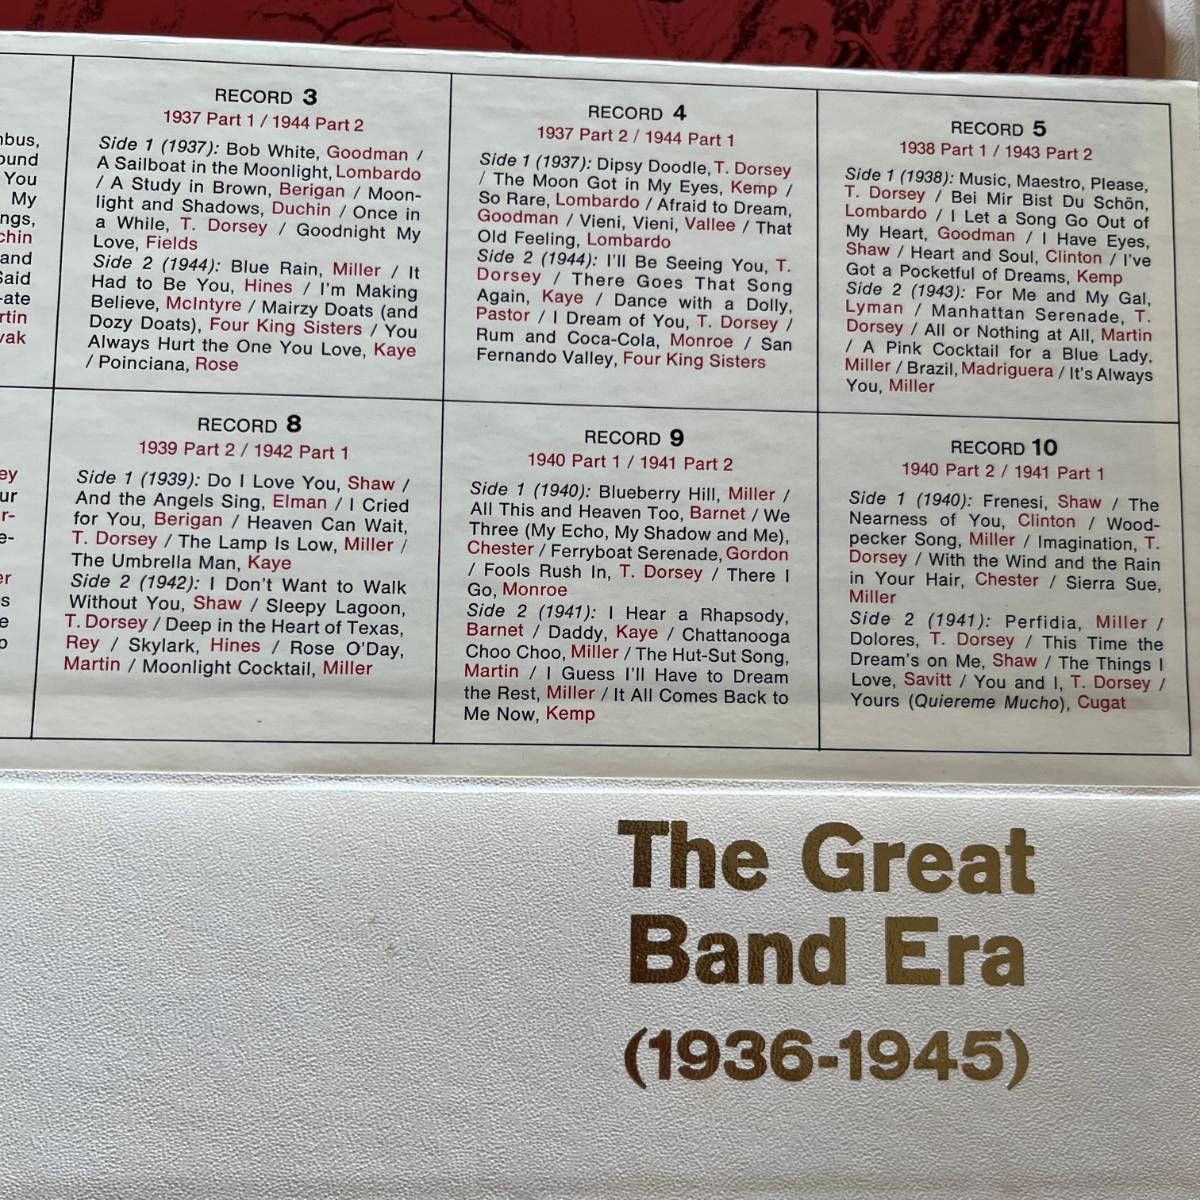 nbus,
ound
You
My
ngs,
chin
and
Said
-ate
rtin
vak
RECORD 3
1937 Part 1 / 1944 Part 2
Side 1 (1937): Bob White, Goodman /
A Sailboat in the Moonlight, Lombardo
/ A Study in Brown, Berigan / Moon-
light and Shadows, Duchin / Once in
a While, T. Dorsey / Goodnight My
Love, Fields
Side 2 (1944): Blue Rain, Miller / It
Had to Be You, Hines / I'm Making
Believe, McIntyre / Mairzy Doats (and
Dozy Doats), Four King Sisters / You
Always Hurt the One You Love, Kaye
/ Poinciana, Rose
RECORD 4
1937 Part 2 / 1944 Part 1
Side 1 (1937): Dipsy Doodle, T. Dorsey
/ The Moon Got in My Eyes, Kemp /
So Rare, Lombardo / Afraid to Dream,
Goodman / Vieni, Vieni, Vallee / That
Old Feeling, Lombardo
Side 2 (1944): I'll Be Seeing You, T.
Dorsey / There Goes That Song
Again, Kaye / Dance with a Dolly,
Pastor / I Dream of You, T. Dorsey /
Rum and Coca-Cola, Monroe / San
Fernando Valley, Four King Sisters
RECORD 5
1938 Part 1 / 1943 Part 2
Side 1 (1938): Music, Maestro, Please,
T. Dorsey / Bei Mir Bist Du Schön,
Lombardo / I Let a Song Go Out of
My Heart, Goodman / I Have Eyes,
Shaw / Heart and Soul, Clinton / I've
Got a Pocketful of Dreams, Kemp
Side 2 (1943): For Me and My Gal,
Lyman / Manhattan Serenade, T.
Dorsey / All or Nothing at All, Martin
/ A Pink Cocktail for a Blue Lady,
Miller / Brazil, Madriguera / It's Always
You, Miller
ey
ur
r-
e-
er
s
e
p
RECORD 8
1939 Part 2 / 1942 Part 1
Side 1 (1939): Do I Love You, Shaw /
And the Angels Sing, Elman / I Cried
for You, Berigan / Heaven Can Wait,
T. Dorsey / The Lamp Is Low, Miller /
The Umbrella Man, Kaye
Side 2 (1942): I Don't Want to Walk
Without You, Shaw / Sleepy Lagoon,
T. Dorsey / Deep in the Heart of Texas,
Rey / Skylark, Hines / Rose O'Day,
Martin / Moonlight Cocktail, Miller
RECORD 9
1940 Part 1 / 1941 Part 2
Side 1 (1940): Blueberry Hill, Miller /
All This and Heaven Too, Barnet / We
Three (My Echo, My Shadow and Me),
Chester / Ferryboat Serenade, Gordon
/ Fools Rush In, T. Dorsey / There I
Go, Monroe
Side 2 (1941): I Hear a Rhapsody,
Barnet / Daddy, Kaye / Chattanooga
Choo Choo, Miller / The Hut-Sut Song,
Martin / I Guess I'll Have to Dream
the Rest, Miller / It All Comes Back to
Me Now, Kemp
RECORD 10
1940 Part 2 / 1941 Part 1
Side 1 (1940): Frenesi, Shaw / The
Nearness of You, Clinton / Wood-
pecker Song, Miller / Imagination, T.
Dorsey / With the Wind and the Rain
in Your Hair, Chester / Sierra Sue,
Miller
Side 2 (1941): Perfidia, Miller /
Dolores, T. Dorsey / This Time the
Dream's on Me, Shaw / The Things I
Love, Savitt / You and I, T. Dorsey /
Yours (Quiereme Mucho), Cugat
The Great
Band Era
(1936-1945)